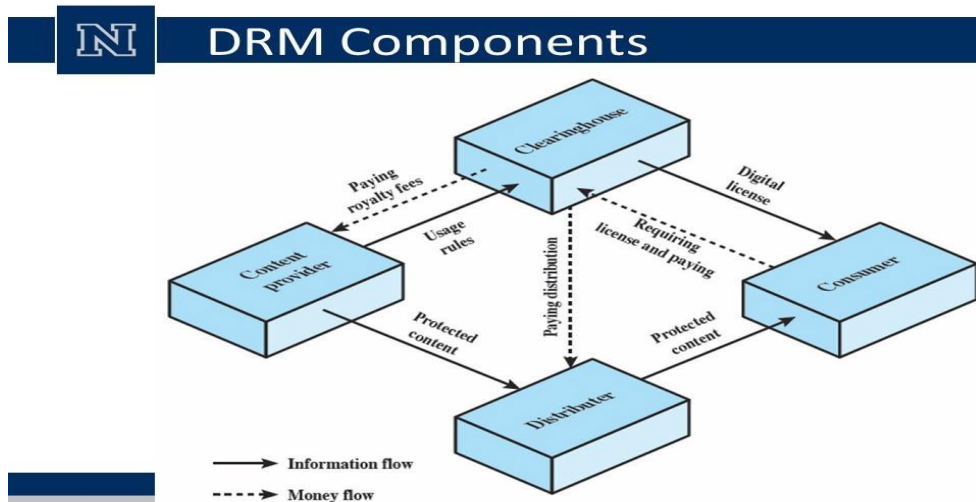 N
DRM Components
Clearinghouse
Paying
royalty fees
Usage
rules
Digital
license
Requiring
license and paying
Content
provider
Consumer
Paying distribution
Protected
content
Protected
content
Distributer
Information flow
Money flow